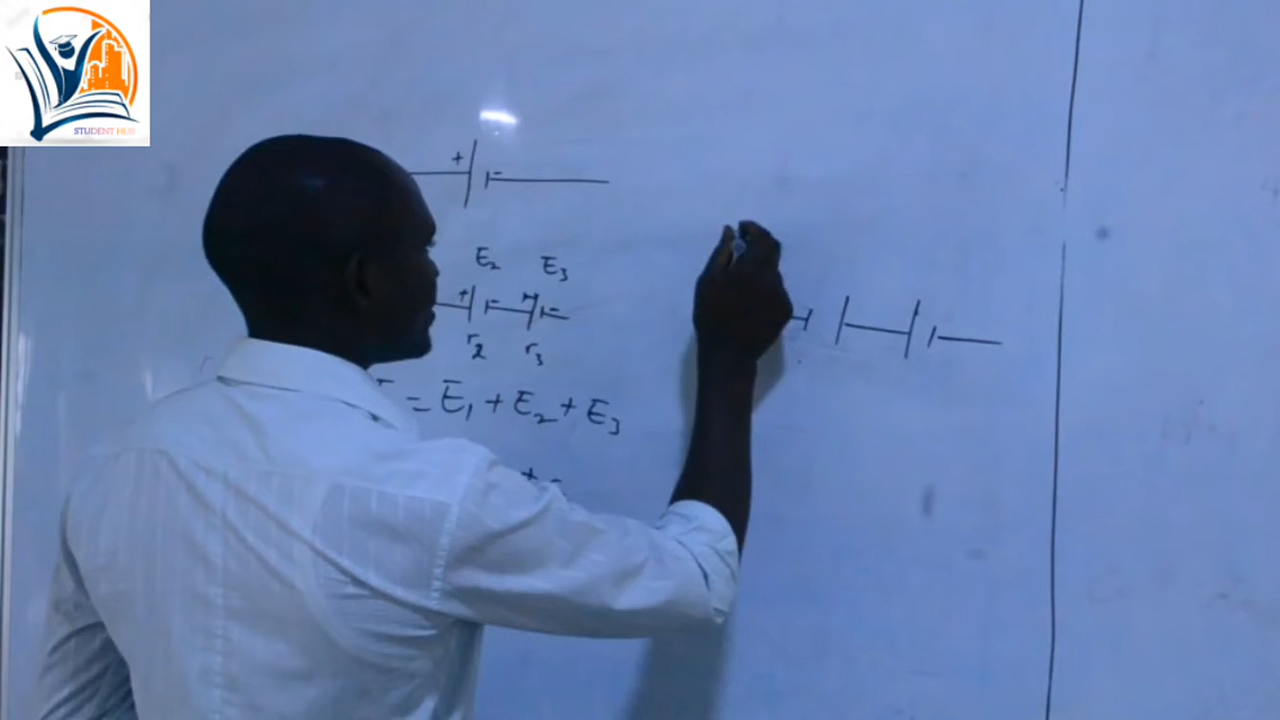 STUDENT HUB
+ -
E₂ E₃
+ - -
r₂ r₃
= E₁ + E₂ + E₃
+